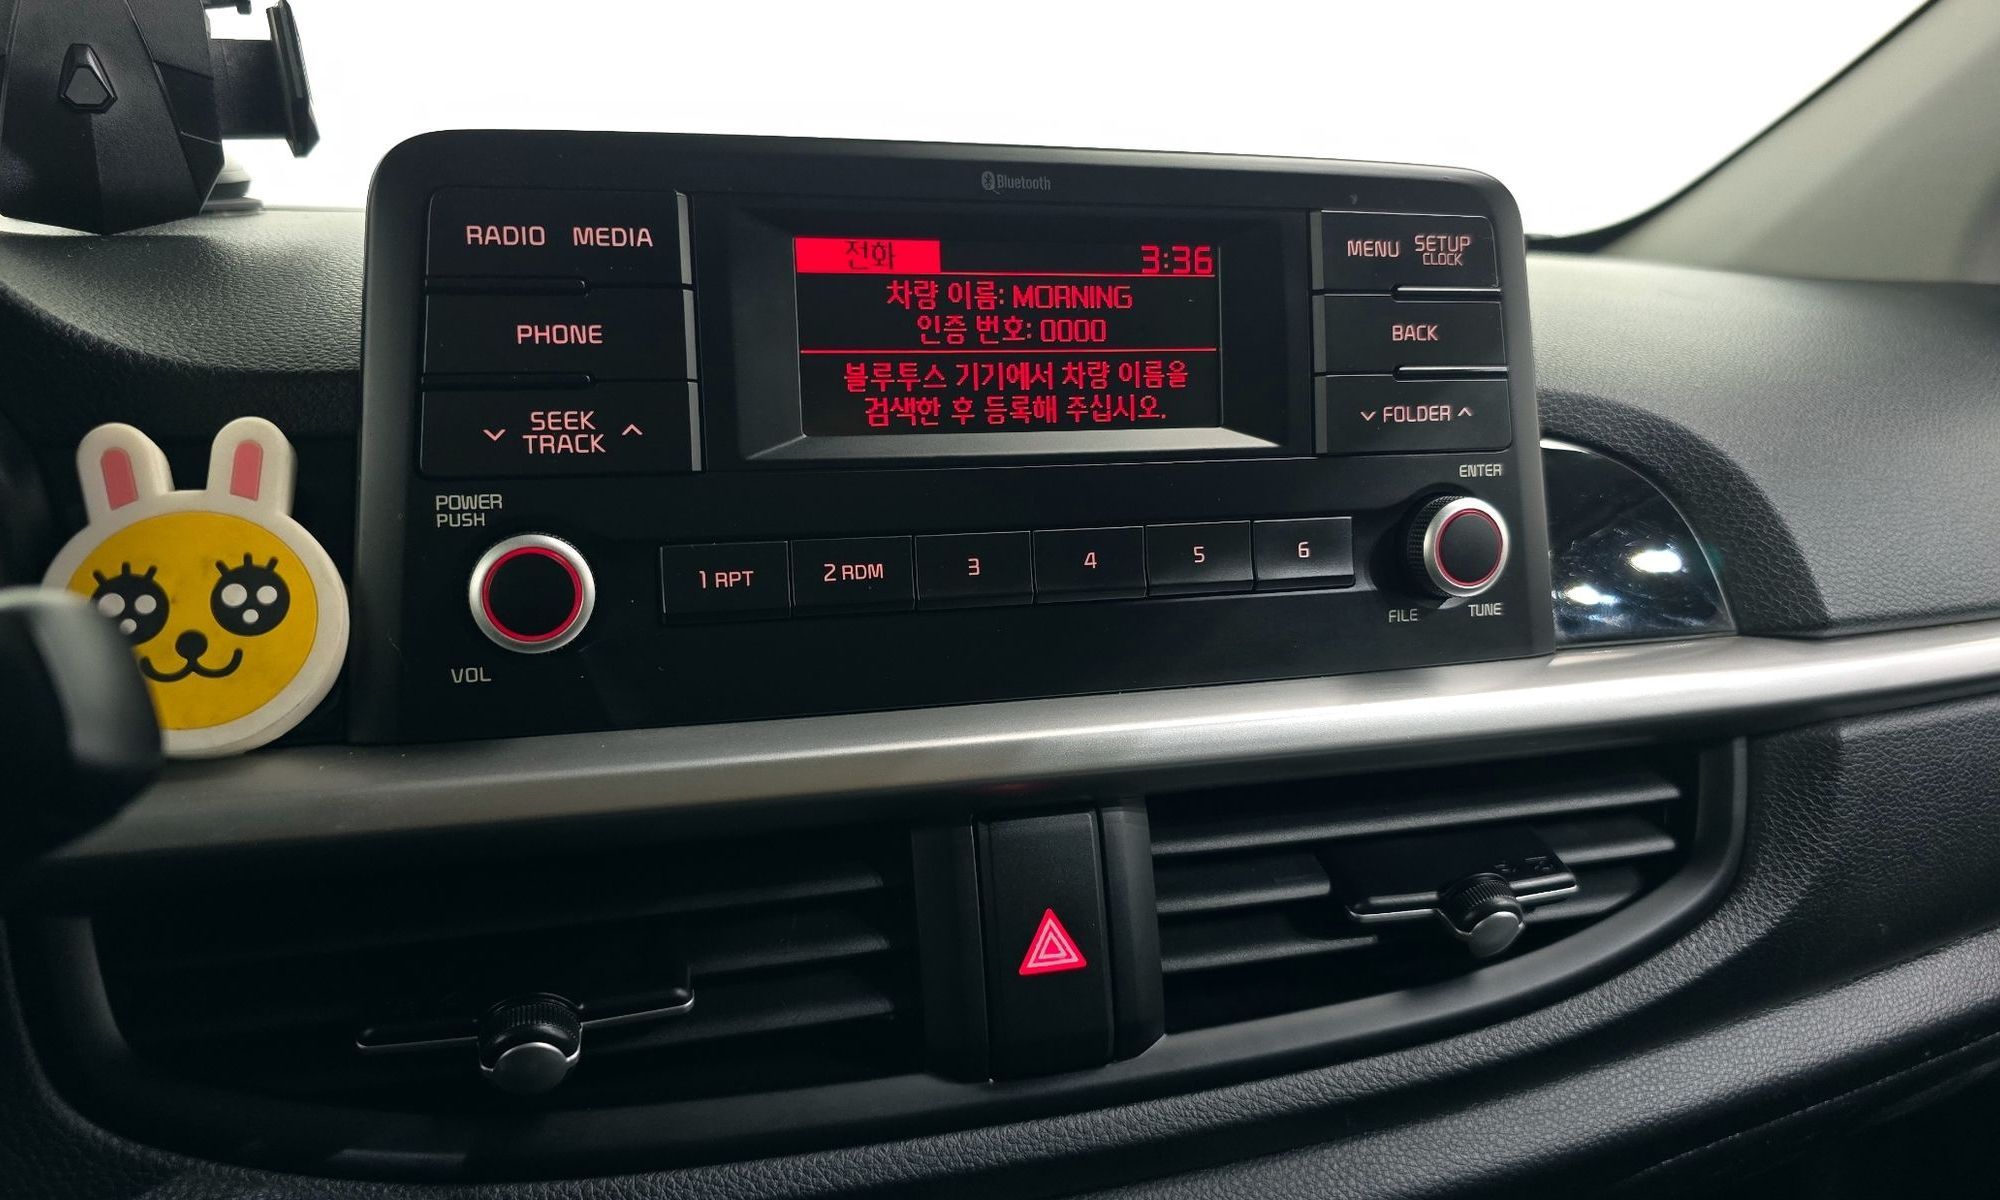 Bluetooth
RADIO MEDIA
PHONE
SEEK
TRACK
전화 3:36
차량 이름: MORNING
인증 번호: 0000
블루투스 기기에서 차량 이름을
검색한 후 등록해 주십시오.
MENU SETUP
CLOCK
BACK
FOLDER
POWER
PUSH
VOL
1 RPT
2 RDM
3
4
5
6
ENTER
FILE
TUNE